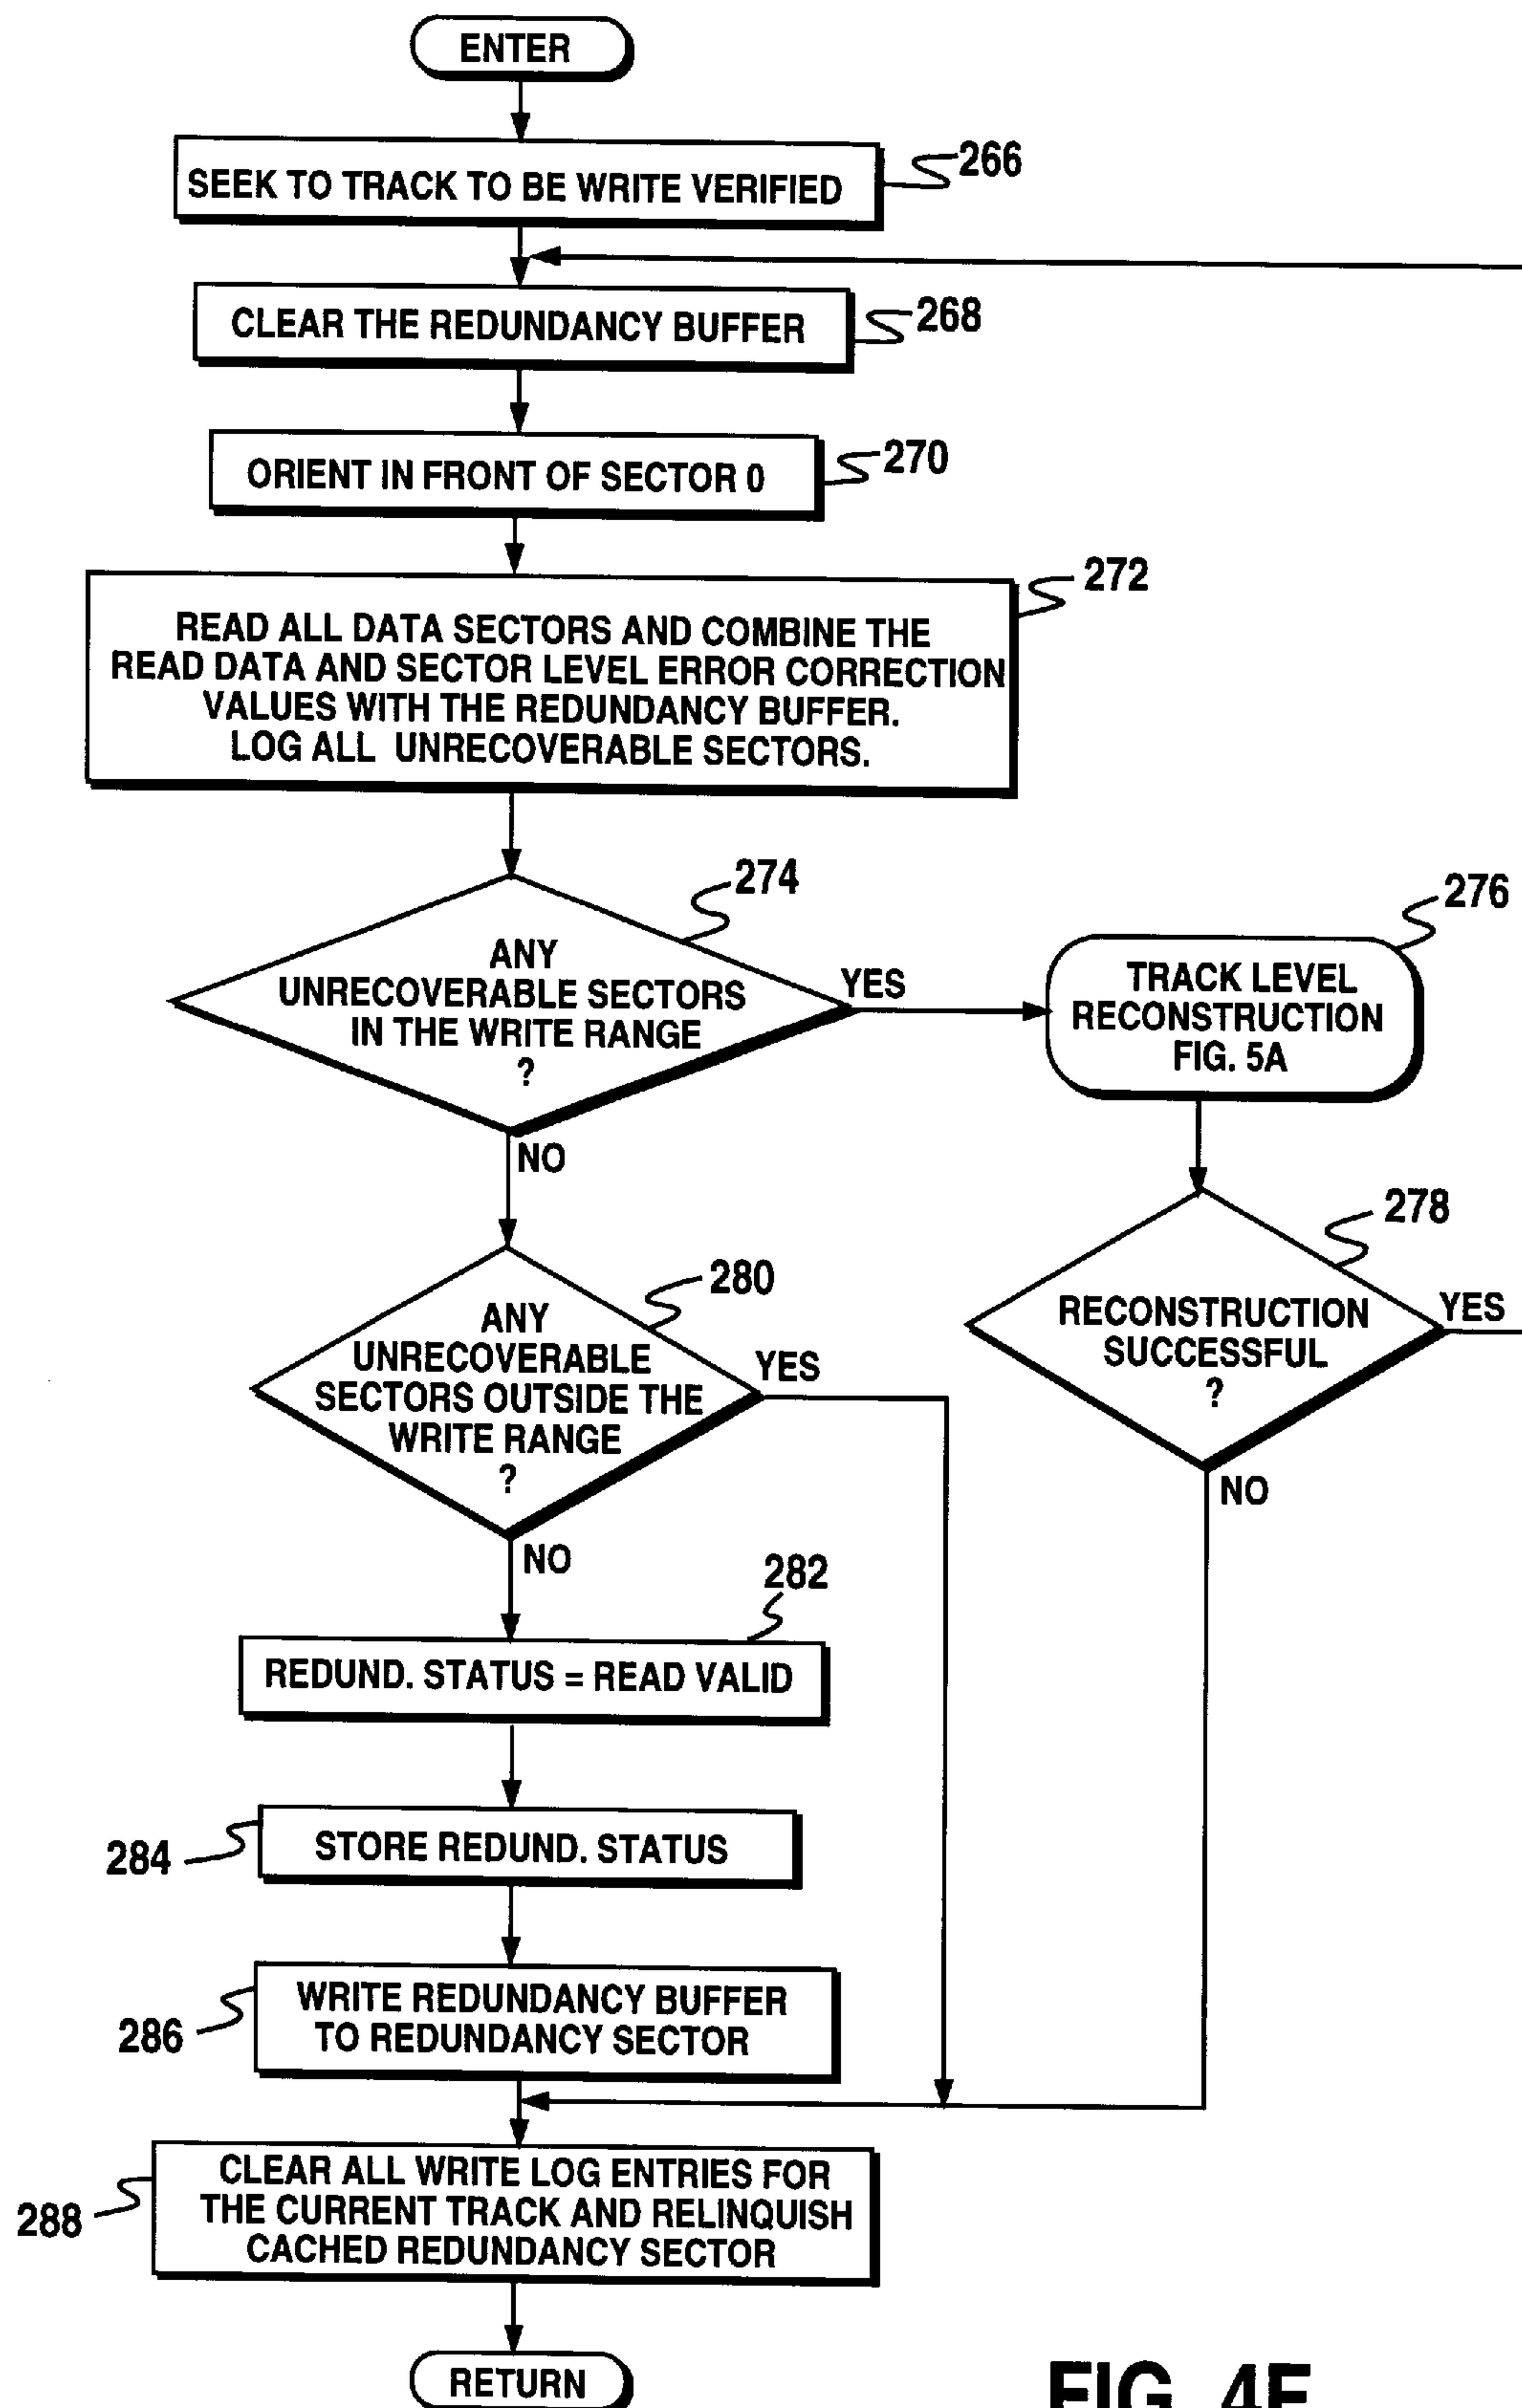 ENTER
SEEK TO TRACK TO BE WRITE VERIFIED
266
CLEAR THE REDUNDANCY BUFFER
268
ORIENT IN FRONT OF SECTOR 0
270
272
READ ALL DATA SECTORS AND COMBINE THE
READ DATA AND SECTOR LEVEL ERROR CORRECTION
VALUES WITH THE REDUNDANCY BUFFER.
LOG ALL UNRECOVERABLE SECTORS.
274
ANY
UNRECOVERABLE SECTORS
IN THE WRITE RANGE
?
YES
NO
276
TRACK LEVEL
RECONSTRUCTION
FIG. 5A
278
RECONSTRUCTION
SUCCESSFUL
?
YES
NO
280
ANY
UNRECOVERABLE
SECTORS OUTSIDE THE
WRITE RANGE
?
YES
NO
282
REDUND. STATUS = READ VALID
284
STORE REDUND. STATUS
286
WRITE REDUNDANCY BUFFER
TO REDUNDANCY SECTOR
288
CLEAR ALL WRITE LOG ENTRIES FOR
THE CURRENT TRACK AND RELINQUISH
CACHED REDUNDANCY SECTOR
RETURN
FIG.